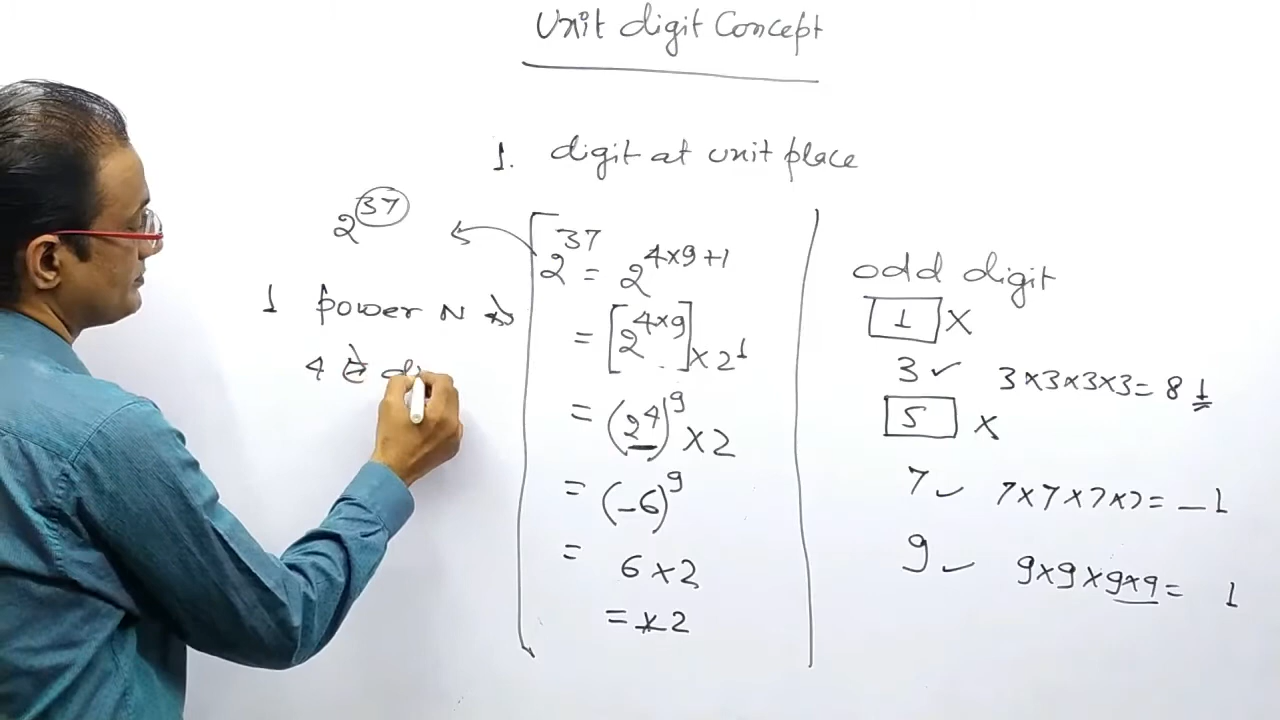 Unit digit Concept
1. digit at unit place
2^37
1 power N
4 से di
2^37 = 2^(4×9+1)
= [2^(4×9)] × 2^1
= (2^4)^9 × 2
= (–6)^9
= 6 × 2
= × 2
odd digit
1 ×
3 ✓ 3×3×3×3 = 81
5 ×
7 ✓ 7×7×7×7 = –1
9 ✓ 9×9×9×9 = 1